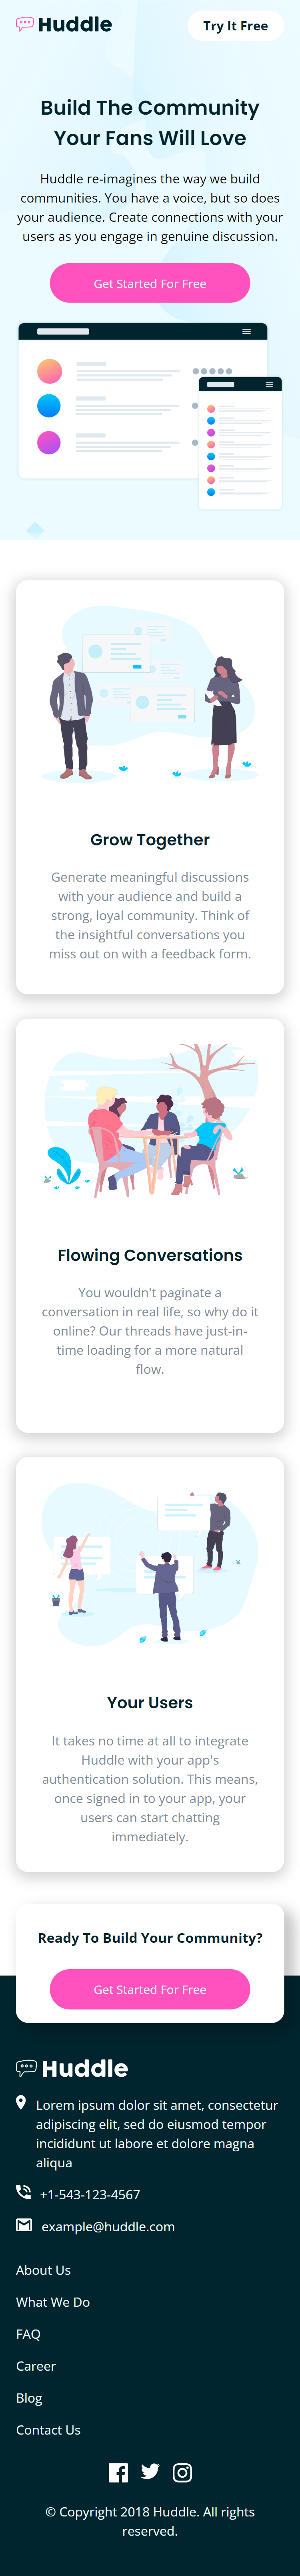 Huddle
Try It Free
Build The Community
Your Fans Will Love
Huddle re-imagines the way we build
communities. You have a voice, but so does
your audience. Create connections with your
users as you engage in genuine discussion.
Get Started For Free
Grow Together
Generate meaningful discussions
with your audience and build a
strong, loyal community. Think of
the insightful conversations you
miss out on with a feedback form.
Flowing Conversations
You wouldn't paginate a
conversation in real life, so why do it
online? Our threads have just-in-
time loading for a more natural
flow.
Your Users
It takes no time at all to integrate
Huddle with your app's
authentication solution. This means,
once signed in to your app, your
users can start chatting
immediately.
Ready To Build Your Community?
Get Started For Free
Huddle
Lorem ipsum dolor sit amet, consectetur
adipiscing elit, sed do eiusmod tempor
incididunt ut labore et dolore magna
aliqua
+1-543-123-4567
example@huddle.com
About Us
What We Do
FAQ
Career
Blog
Contact Us
© Copyright 2018 Huddle. All rights
reserved.